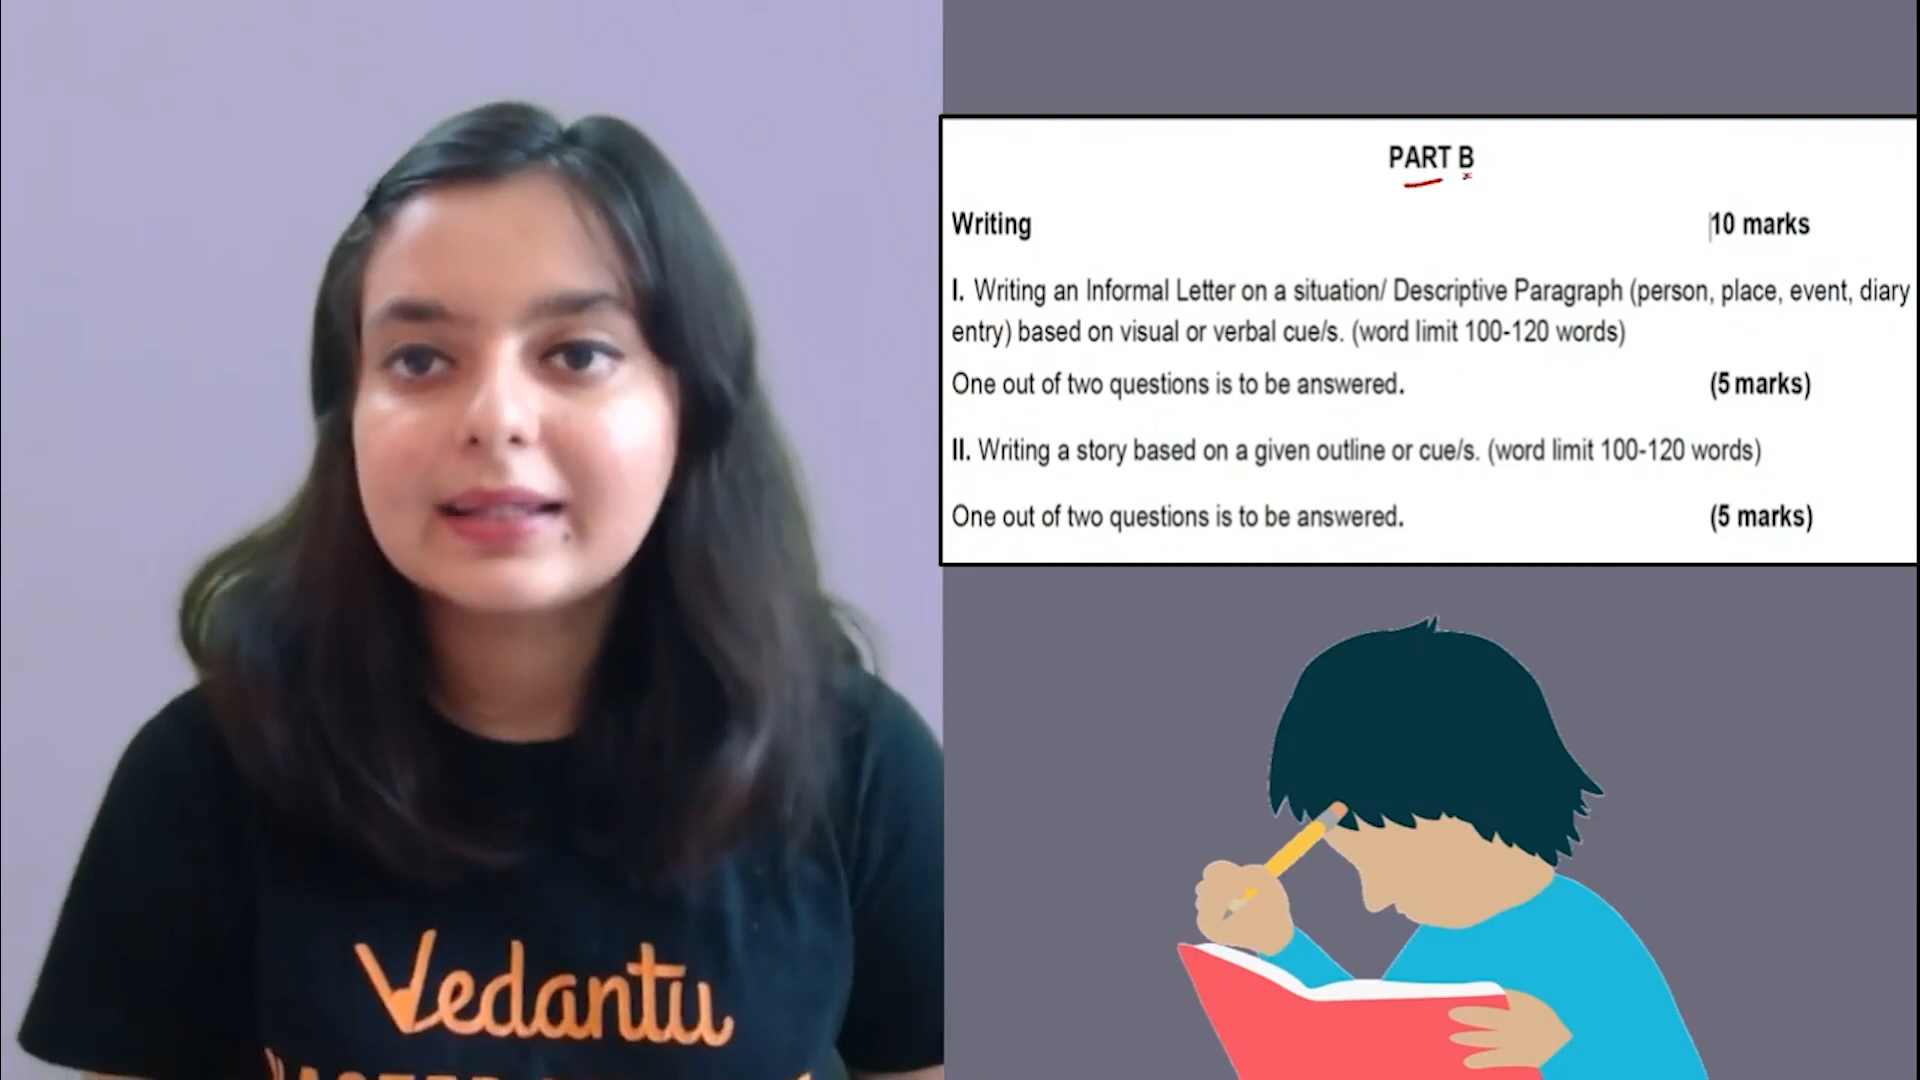 PART B
Writing 10 marks
I. Writing an Informal Letter on a situation/ Descriptive Paragraph (person, place, event, diary
entry) based on visual or verbal cue/s. (word limit 100-120 words)
One out of two questions is to be answered. (5 marks)
II. Writing a story based on a given outline or cue/s. (word limit 100-120 words)
One out of two questions is to be answered. (5 marks)
Vedantu